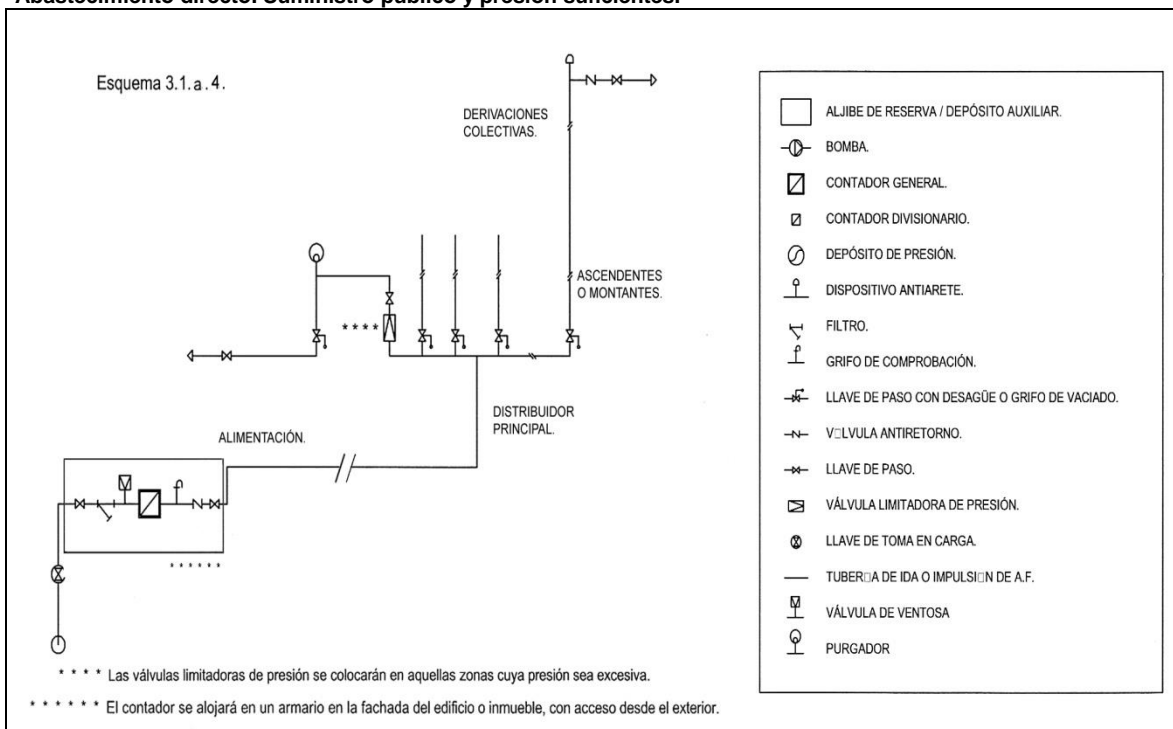 Abastecimiento directo. Suministro público y presión suficientes.
Esquema 3.1.a.4.
DERIVACIONES
COLECTIVAS.
ASCENDENTES
O MONTANTES.
* * * *
DISTRIBUIDOR
PRINCIPAL.
ALIMENTACIÓN.
* * * * * *
* * * * Las válvulas limitadoras de presión se colocarán en aquellas zonas cuya presión sea excesiva.
* * * * * * El contador se alojará en un armario en la fachada del edificio o inmueble, con acceso desde el exterior.
ALJIBE DE RESERVA / DEPÓSITO AUXILIAR.
BOMBA.
CONTADOR GENERAL.
CONTADOR DIVISIONARIO.
DEPÓSITO DE PRESIÓN.
DISPOSITIVO ANTIARETE.
FILTRO.
GRIFO DE COMPROBACIÓN.
LLAVE DE PASO CON DESAGÜE O GRIFO DE VACIADO.
V□LVULA ANTIRETORNO.
LLAVE DE PASO.
VÁLVULA LIMITADORA DE PRESIÓN.
LLAVE DE TOMA EN CARGA.
TUBER□A DE IDA O IMPULSI□N DE A.F.
VÁLVULA DE VENTOSA
PURGADOR